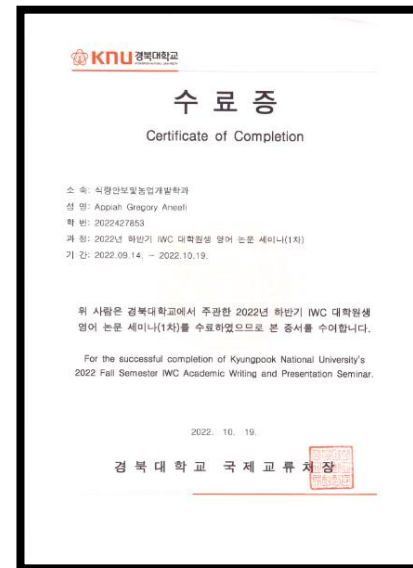 KNU 경북대학교
수 료 증
Certificate of Completion
소 속: 식량안보및농업개발학과
성 명: Appiah Gregory Aneefi
학 번: 2022427853
과 정: 2022년 하반기 IWC 대학원생 영어 논문 세미나(1차)
기 간: 2022.09.14. ~ 2022.10.19.
위 사람은 경북대학교에서 주관한 2022년 하반기 IWC 대학원생
영어 논문 세미나(1차)를 수료하였으므로 본 증서를 수여합니다.
For the successful completion of Kyungpook National University's
2022 Fall Semester IWC Academic Writing and Presentation Seminar.
2022. 10. 19.
경 북 대 학 교 국 제 교 류 처 장